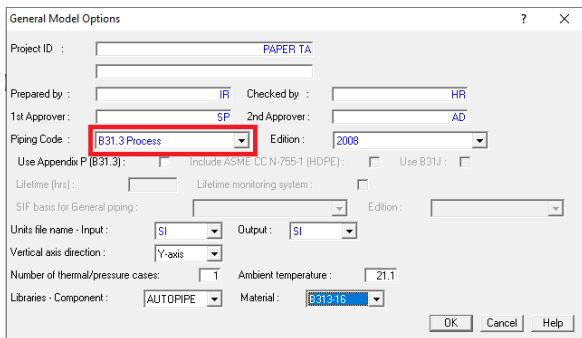 General Model Options ? ×
Project ID : PAPER TA
Prepared by : IR Checked by : HR
1st Approver : SP 2nd Approver : AD
Piping Code : B31.3 Process Edition : 2008
Use Appendix P (B31.3) : Include ASME CC N-755-1 (HDPE) : Use B31J :
Lifetime (hrs) : Lifetime monitoring system :
SIF basis for General piping : Edition :
Units file name - Input : SI Output : SI
Vertical axis direction : Y-axis
Number of thermal/pressure cases: 1 Ambient temperature : 21.1
Libraries - Component : AUTOPIPE Material : B313-16
OK Cancel Help